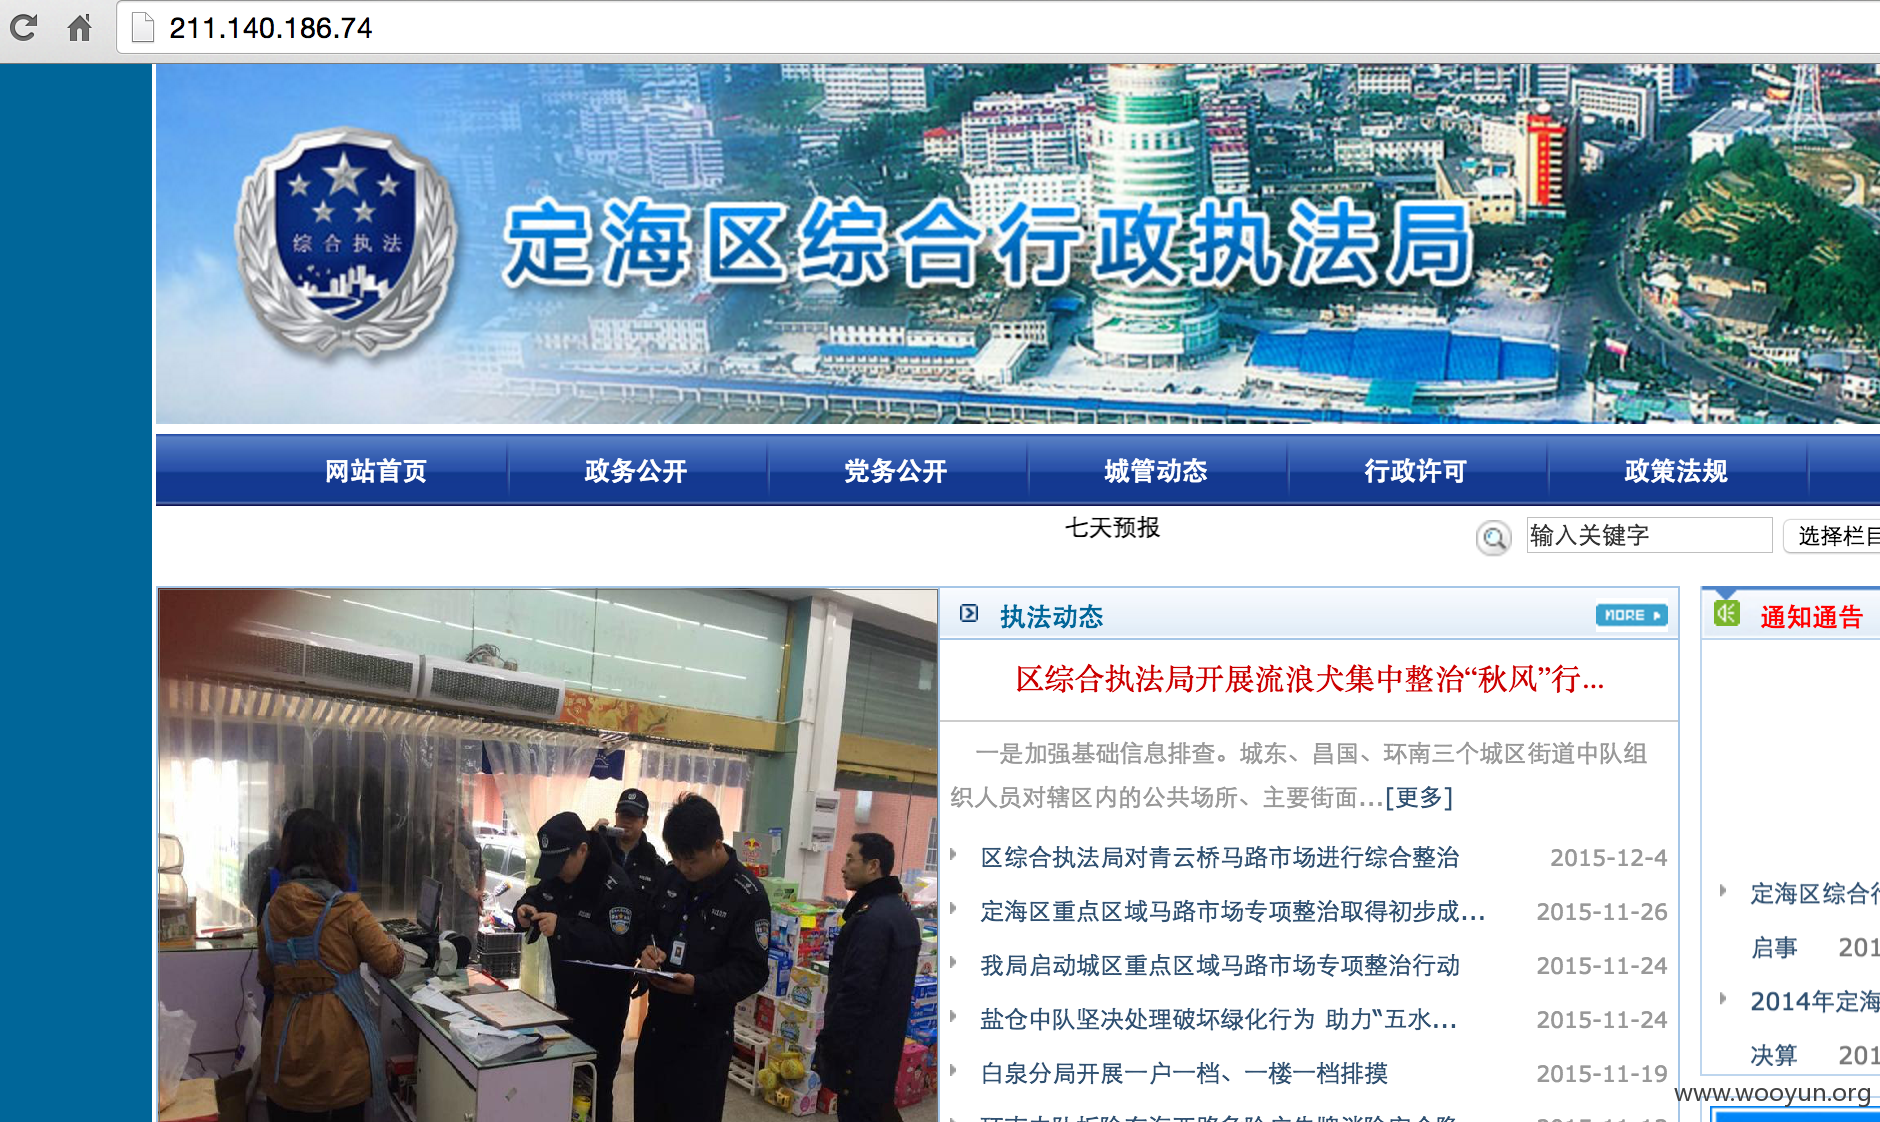 211.140.186.74
综合执法
定海区综合行政执法局
网站首页 政务公开 党务公开 城管动态 行政许可 政策法规
七天预报
输入关键字
选择栏目
执法动态 MORE
区综合执法局开展流浪犬集中整治“秋风”行...
一是加强基础信息排查。城东、昌国、环南三个城区街道中队组
织人员对辖区内的公共场所、主要街面...[更多]
区综合执法局对青云桥马路市场进行综合整治 2015-12-4
定海区重点区域马路市场专项整治取得初步成... 2015-11-26
我局启动城区重点区域马路市场专项整治行动 2015-11-24
盐仓中队坚决处理破坏绿化行为 助力“五水... 2015-11-24
白泉分局开展一户一档、一楼一档排摸 2015-11-19
通知通告
定海区综合行
启事 201
2014年定海
决算 201
www.wooyun.org